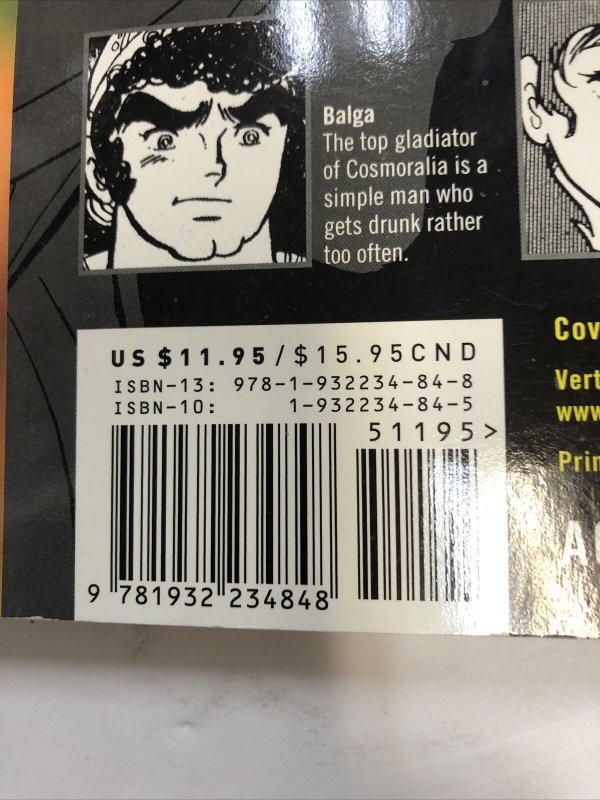 Balga
The top gladiator
of Cosmoralia is a
simple man who
gets drunk rather
too often.
US $11.95/$15.95CND
ISBN-13: 978-1-932234-84-8
ISBN-10: 1-932234-84-5
51195>
9 781932 234848
Cov
Vert
www
Prin
A